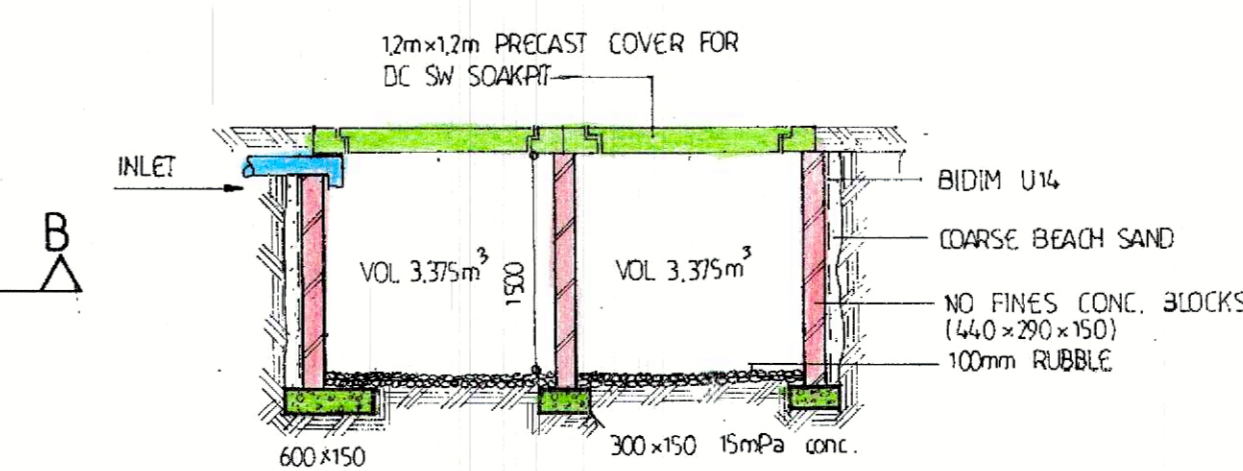 1,2m×1,2m PRECAST COVER FOR
DC SW SOAKPIT
INLET
B
BIDIM U14
COARSE BEACH SAND
VOL 3,375m³
1500
VOL 3,375m³
NO FINES CONC. BLOCKS
(440×290×150)
100mm RUBBLE
600×150
300×150 15mPa conc.